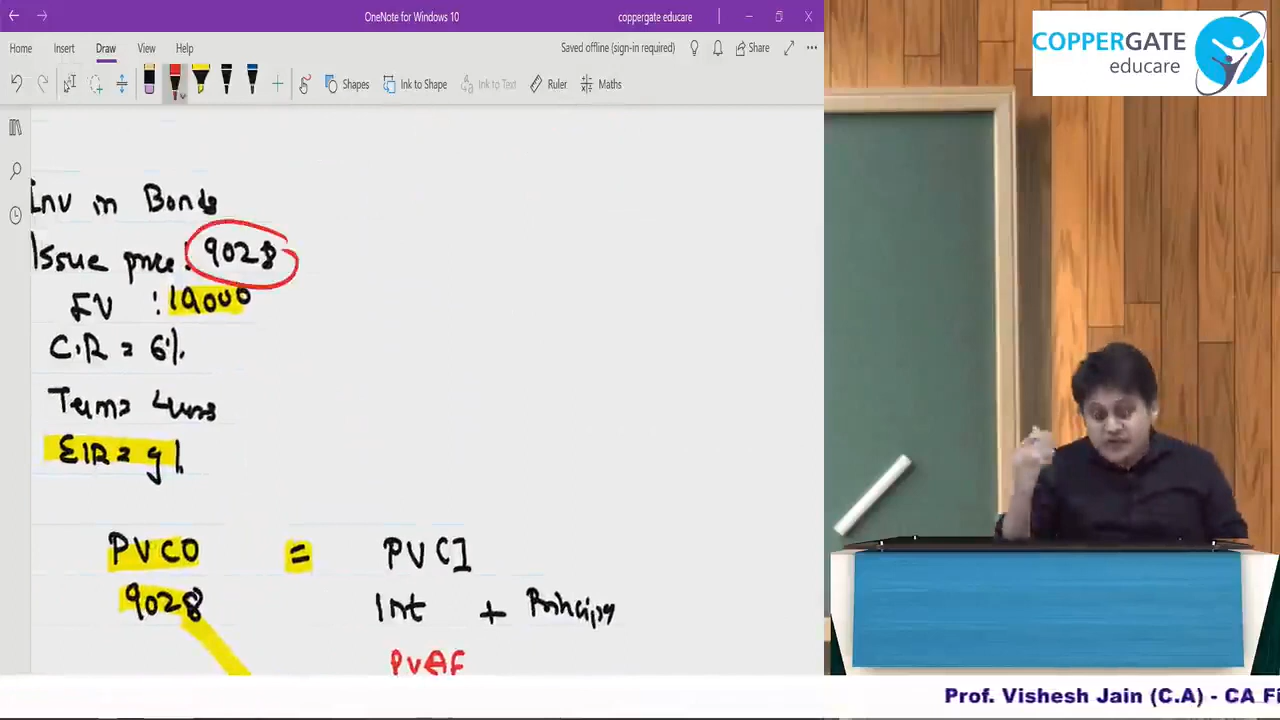 OneNote for Windows 10
coppergate educare
Home Insert Draw View Help
Saved offline (sign-in required)
Share
Shapes
Ink to Shape
Ink to Text
Ruler
Maths
COPPERGATE
educare
Inv in Bonds
Issue price : 9028
FV : 10000
C.R = 6%
Term = 4 yrs
EIR = 9%
PVCO = PVCI
9028 Int +
PVAF
Prof. Vishesh Jain (C.A) - CA Fi